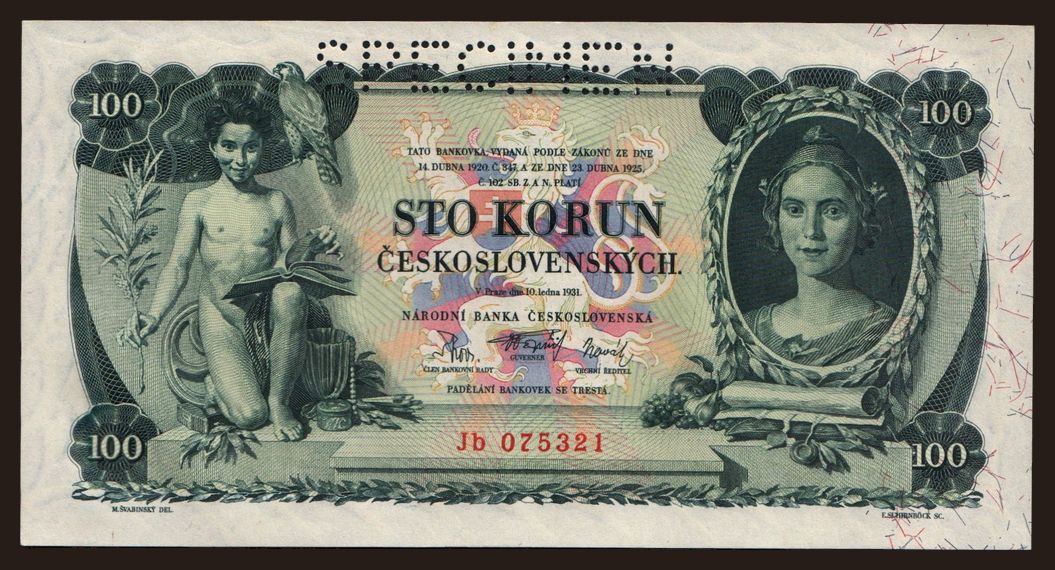 SPECIMEN
100
100
TATO BANKOVKA, VYDANÁ PODLE ZÁKONŮ ZE DNE
14. DUBNA 1920, Č. 347, A ZE DNE 23. DUBNA 1925,
Č. 102 SB. Z. A N., PLATÍ
STO KORUN
ČESKOSLOVENSKÝCH.
V Praze dne 10. ledna 1931.
NÁRODNÍ BANKA ČESKOSLOVENSKÁ
ČLEN BANKOVNÍ RADY
GUVERNÉR
VRCHNÍ ŘEDITEL
PADĚLÁNÍ BANKOVEK SE TRESTÁ.
Jb 075321
100
100
M. ŠVABINSKÝ DEL.
E. SC.